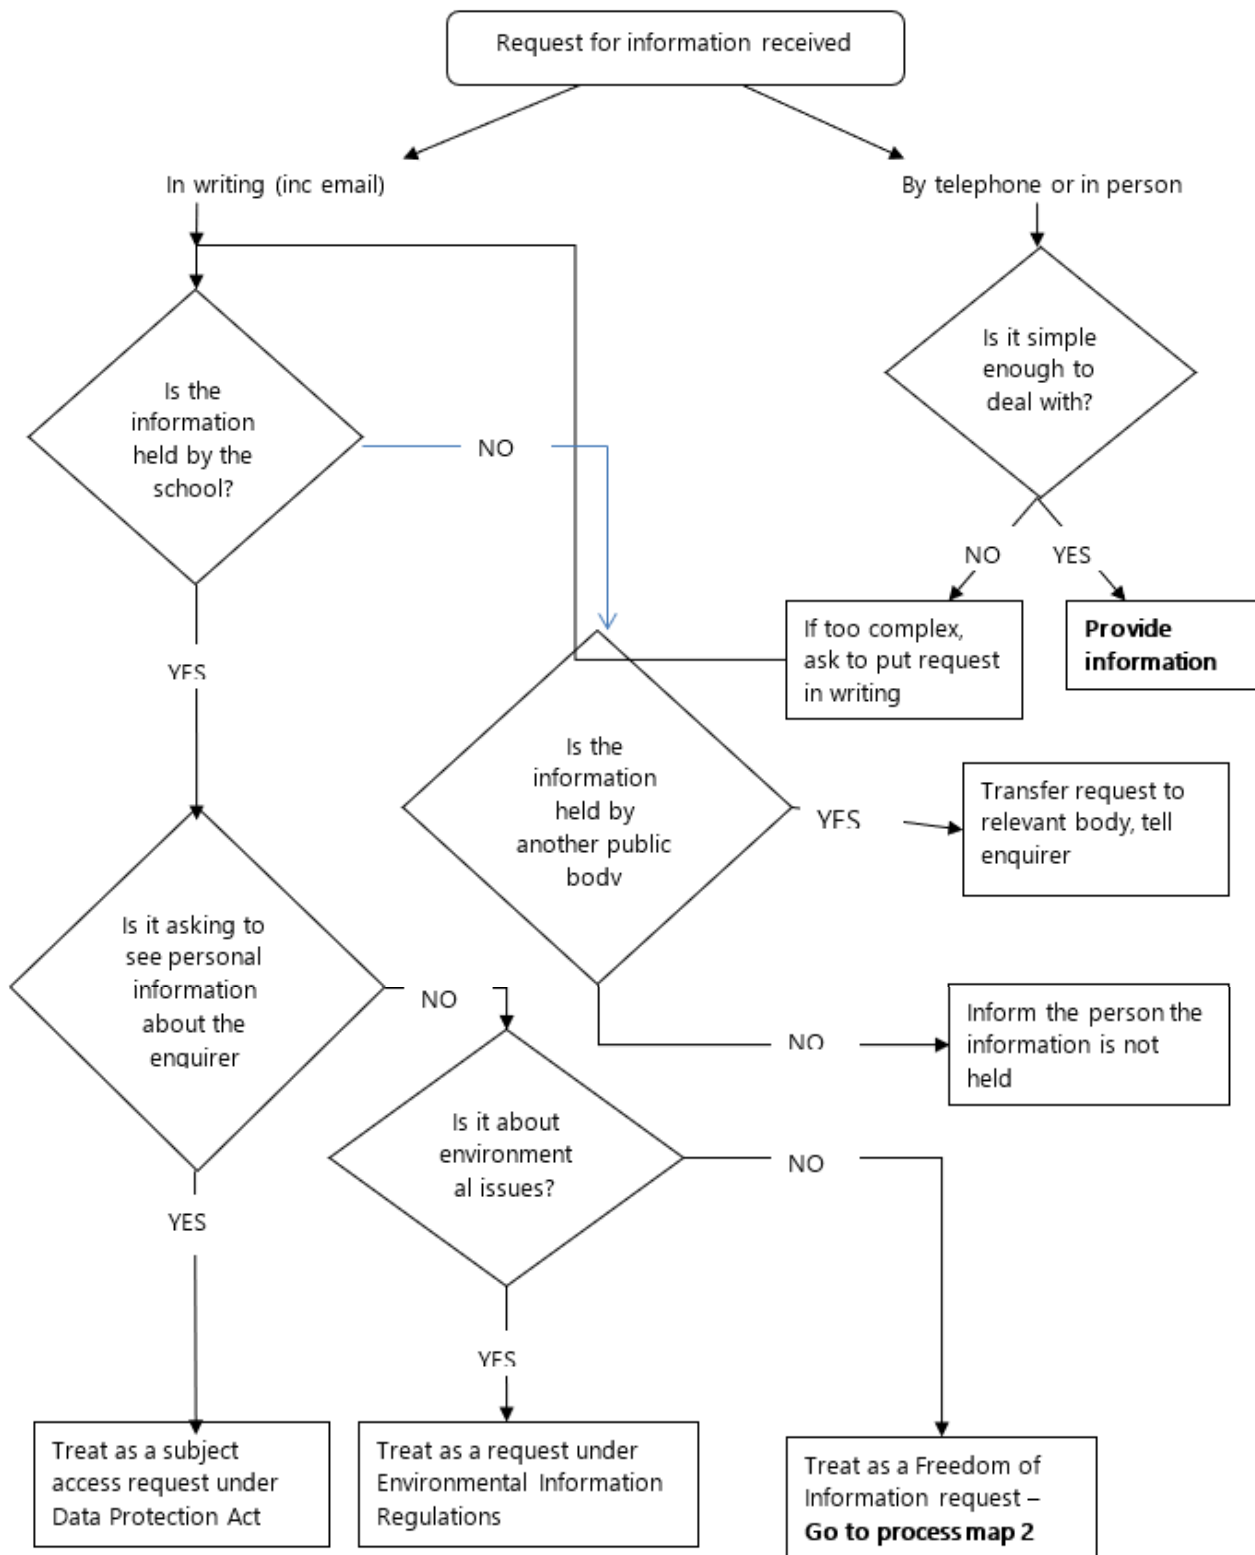 Request for information received
In writing (inc email)
By telephone or in person
Is it simple
enough to
deal with?
Is the
information
held by the
school?
NO
NO
YES
If too complex,
ask to put request
in writing
Provide
information
YES
Is the
information
held by
another public
body
YES
Transfer request to
relevant body, tell
enquirer
Is it asking to
see personal
information
about the
enquirer
NO
Inform the person the
information is not
held
NO
Is it about
environment
al issues?
NO
YES
YES
Treat as a subject
access request under
Data Protection Act
Treat as a request under
Environmental Information
Regulations
Treat as a Freedom of
Information request –
Go to process map 2